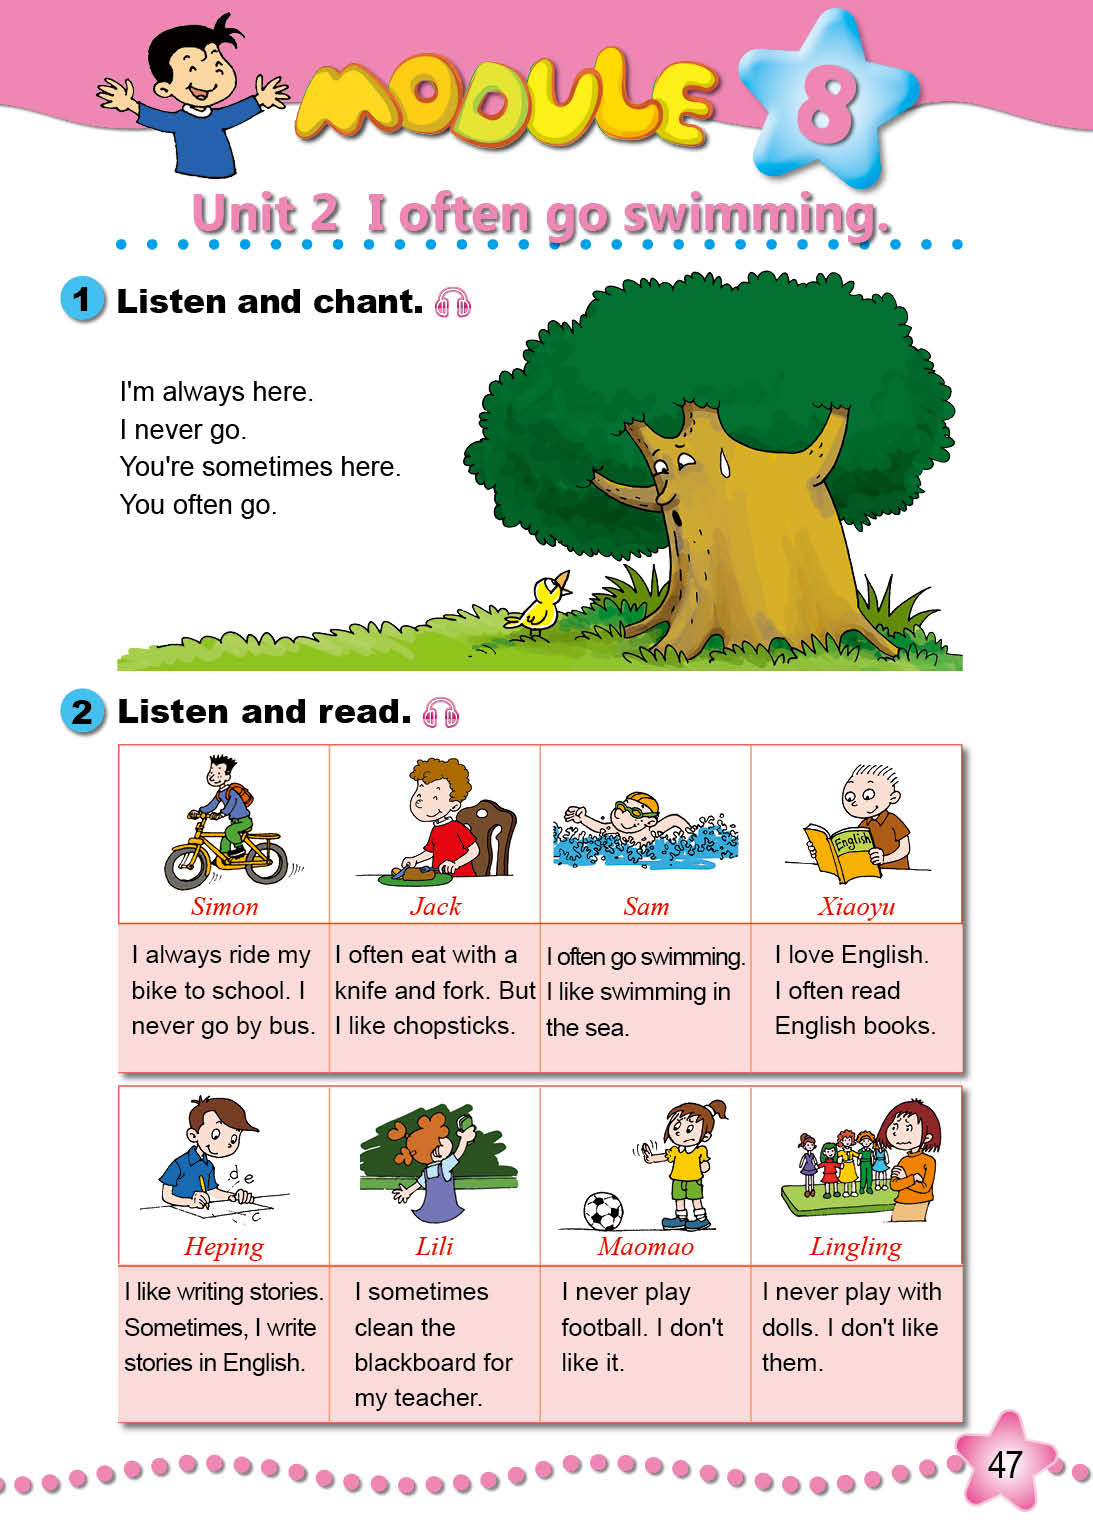 MODULE 8
Unit 2 I often go swimming.
1 Listen and chant.
I'm always here.
I never go.
You're sometimes here.
You often go.
2 Listen and read.
English
Simon
Jack
Sam
Xiaoyu
I always ride my
bike to school. I
never go by bus.
I often eat with a
knife and fork. But
I like chopsticks.
I often go swimming.
I like swimming in
the sea.
I love English.
I often read
English books.
d e
c
Heping
Lili
Maomao
Lingling
I like writing stories.
Sometimes, I write
stories in English.
I sometimes
clean the
blackboard for
my teacher.
I never play
football. I don't
like it.
I never play with
dolls. I don't like
them.
47